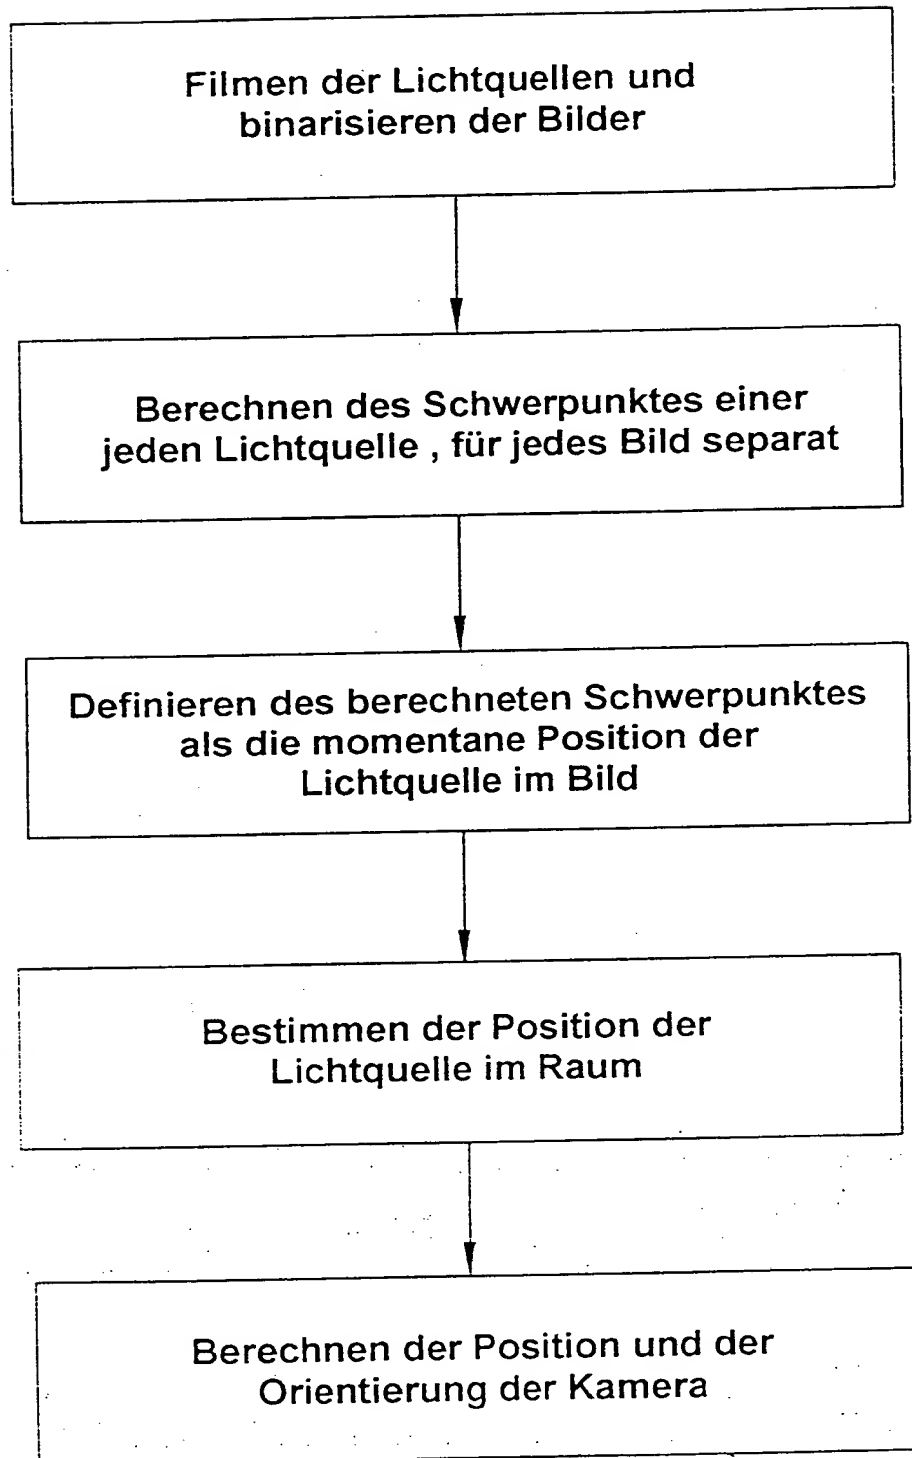 Filmen der Lichtquellen und
binarisieren der Bilder
Berechnen des Schwerpunktes einer
jeden Lichtquelle , für jedes Bild separat
Definieren des berechneten Schwerpunktes
als die momentane Position der
Lichtquelle im Bild
Bestimmen der Position der
Lichtquelle im Raum
Berechnen der Position und der
Orientierung der Kamera